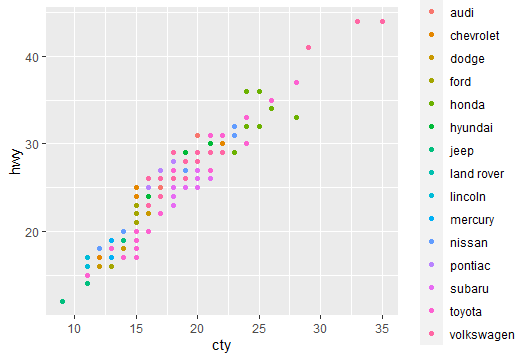 hwy
40
30
20
10
15
20
25
30
35
cty
audi
chevrolet
dodge
ford
honda
hyundai
jeep
land rover
lincoln
mercury
nissan
pontiac
subaru
toyota
volkswagen